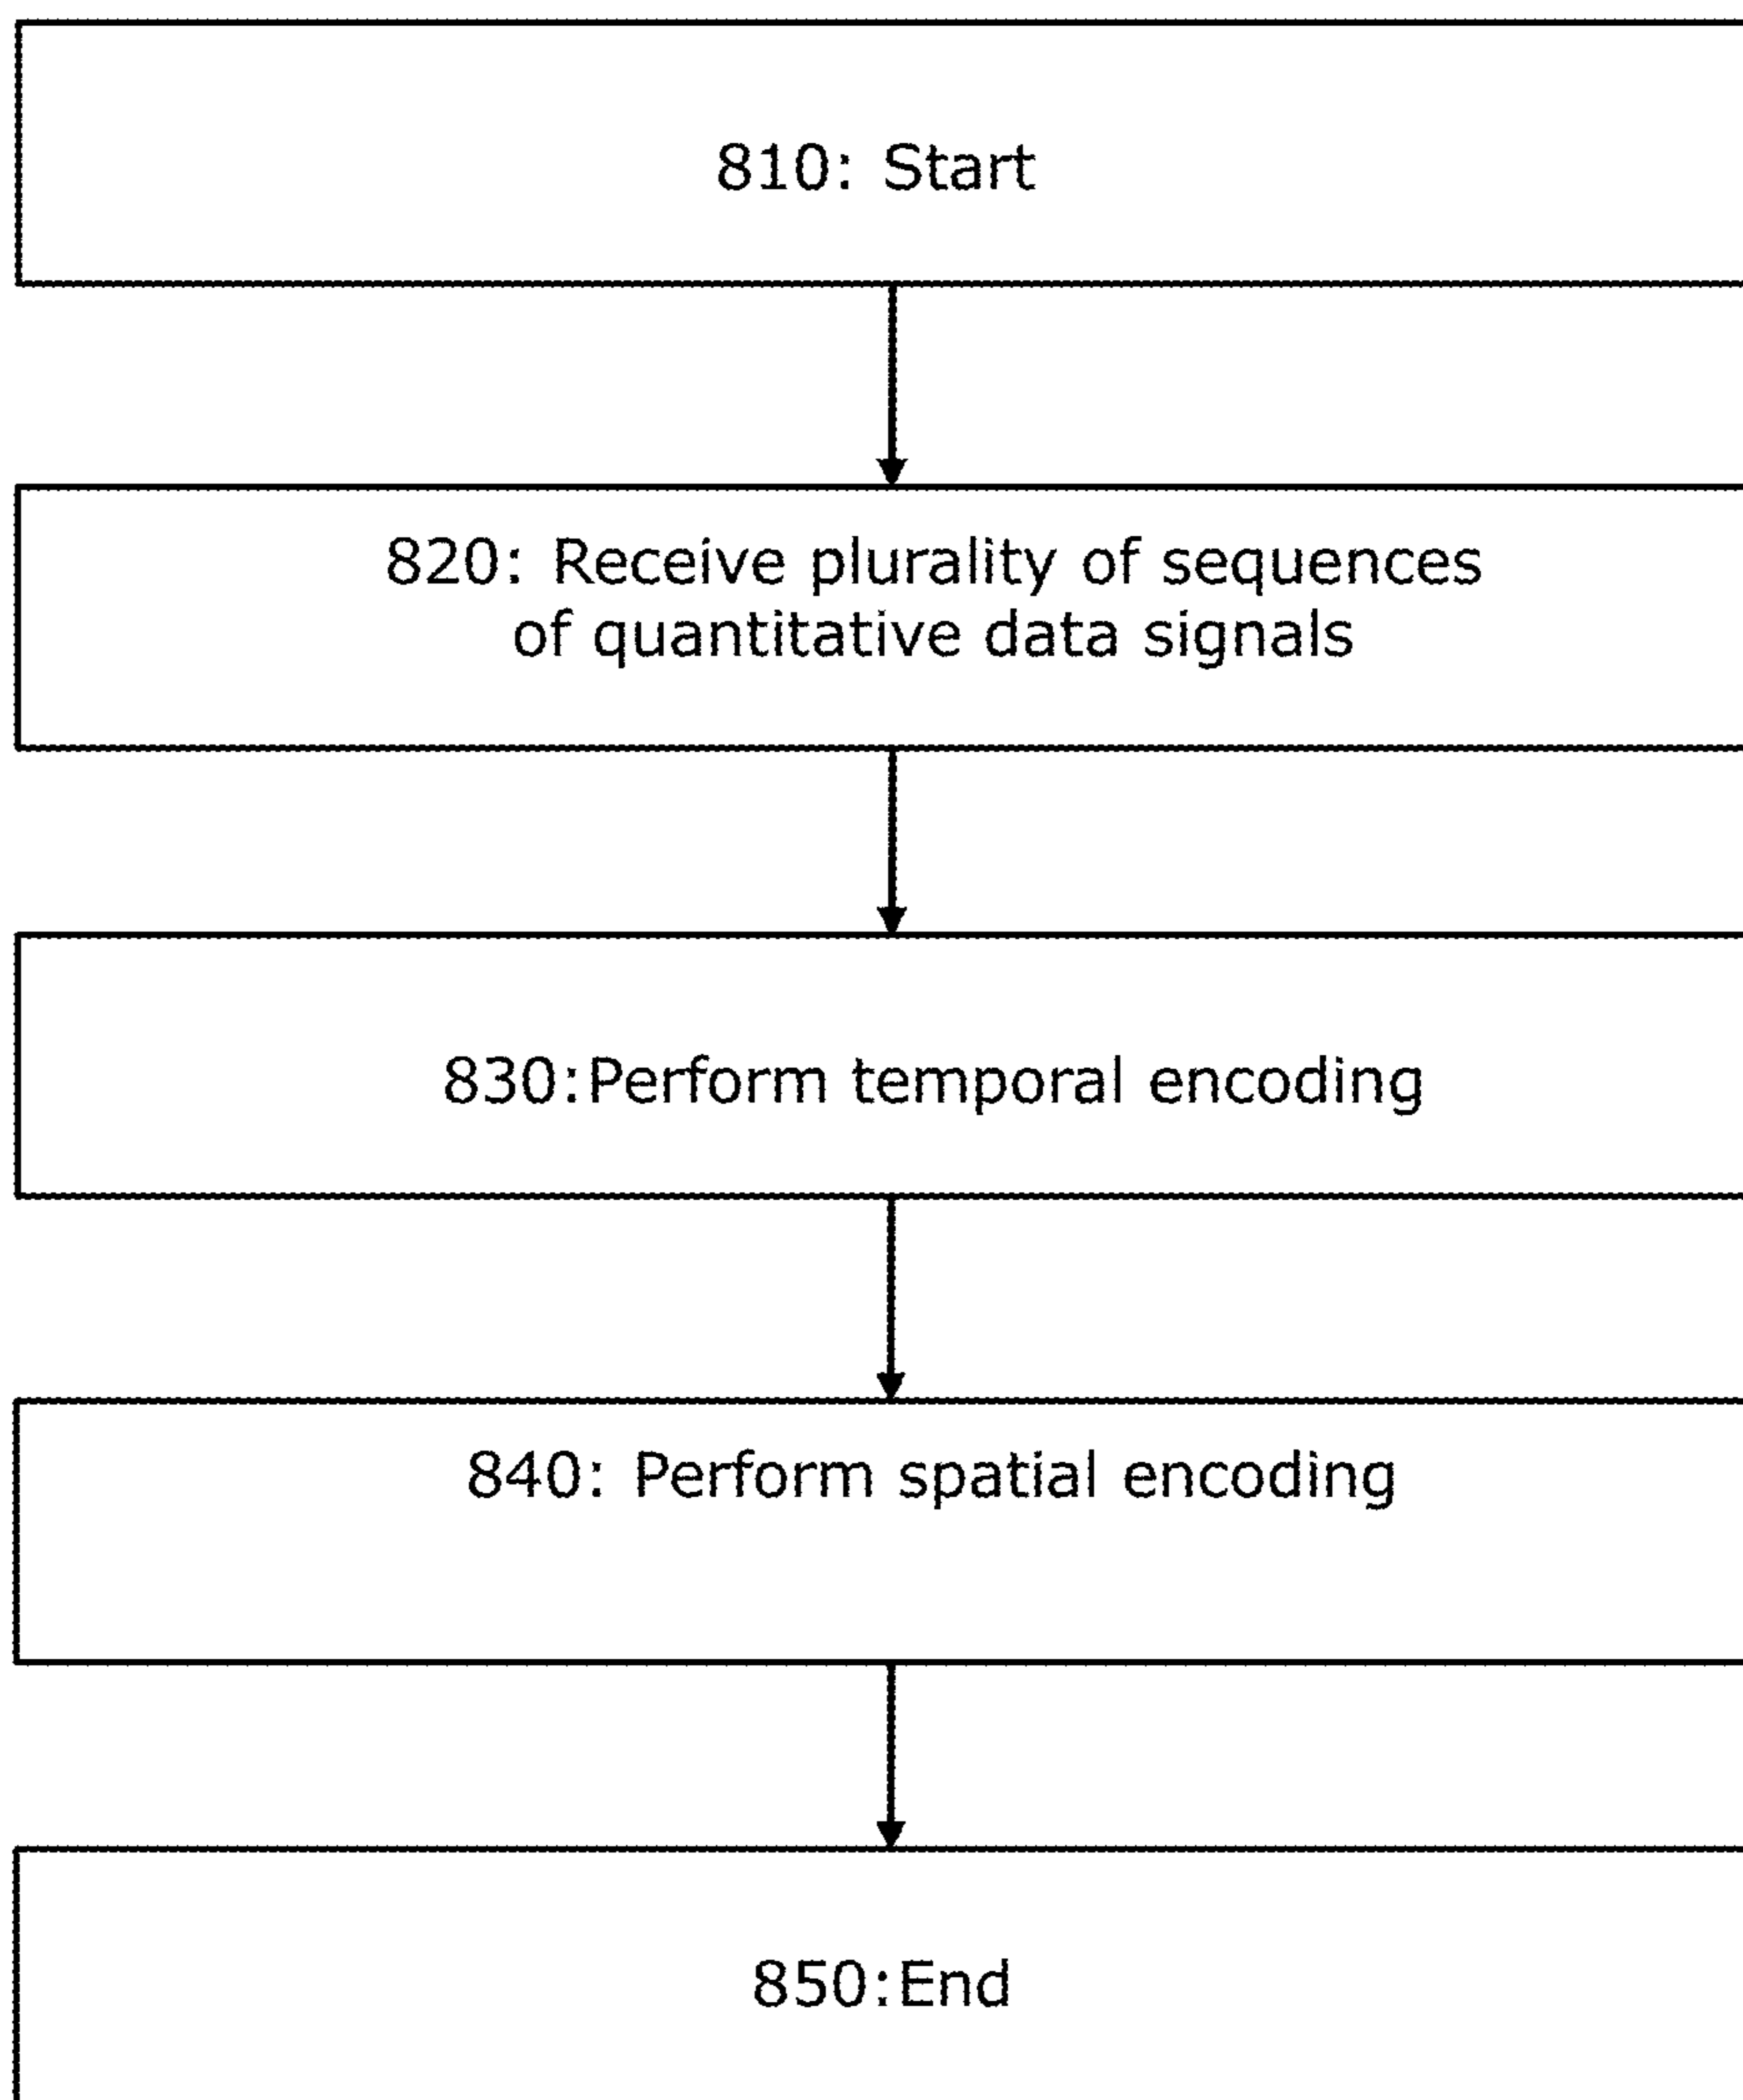 810: Start
820: Receive plurality of sequences
of quantitative data signals
830:Perform temporal encoding
840: Perform spatial encoding
850:End